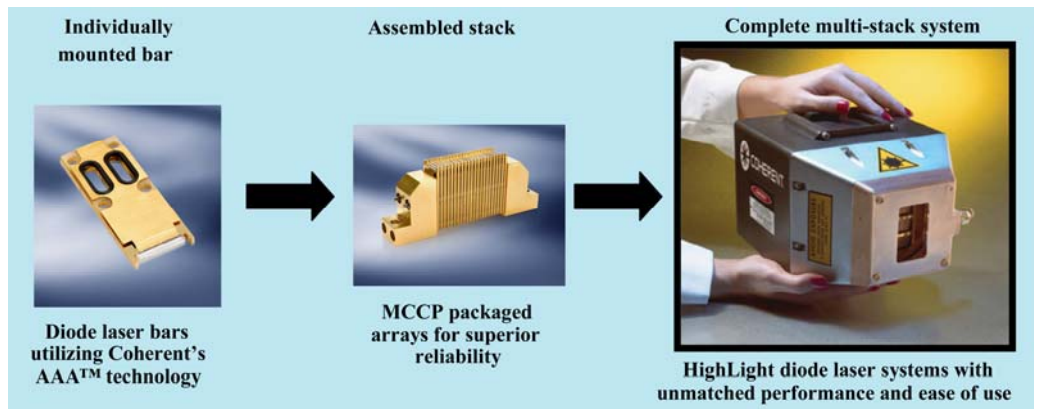 Individually
mounted bar
Diode laser bars
utilizing Coherent's
AAA™ technology
Assembled stack
MCCP packaged
arrays for superior
reliability
Complete multi-stack system
COHERENT
HighLight diode laser systems with
unmatched performance and ease of use